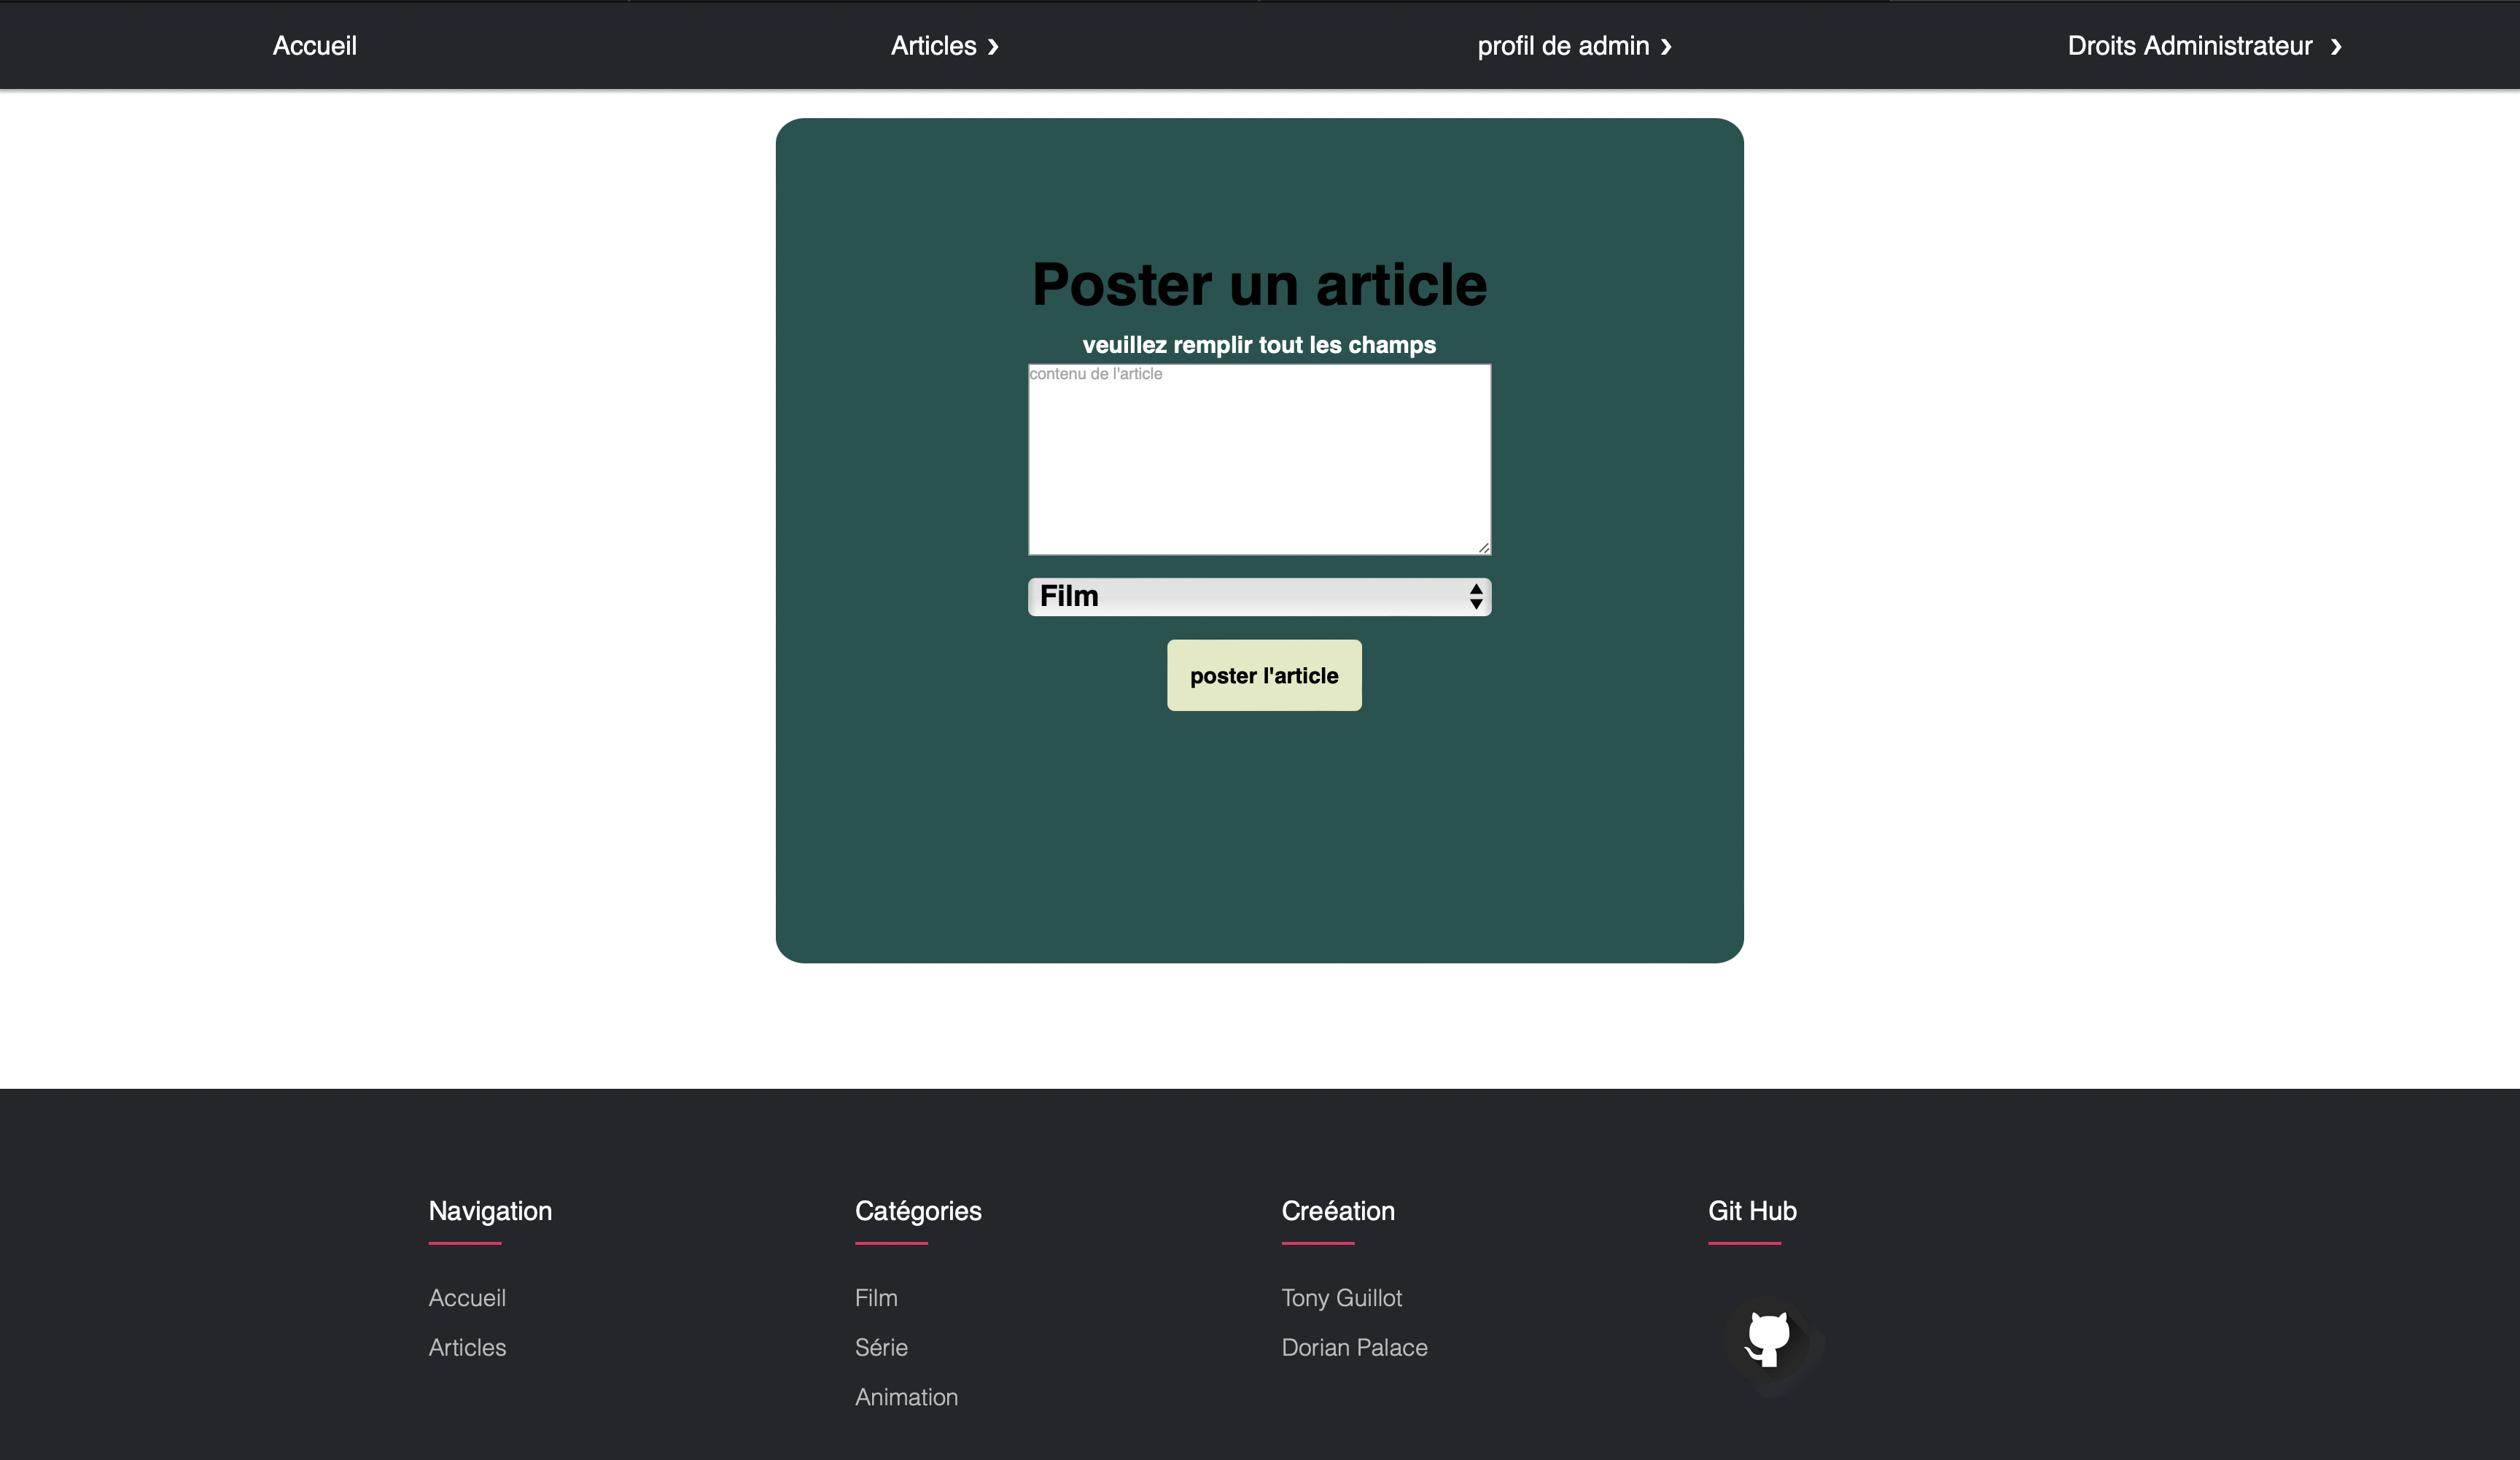 Accueil
Articles ›
profil de admin ›
Droits Administrateur ›
Poster un article
veuillez remplir tout les champs
contenu de l'article
Film
poster l'article
Navigation
Accueil
Articles
Catégories
Film
Série
Animation
Creéation
Tony Guillot
Dorian Palace
Git Hub